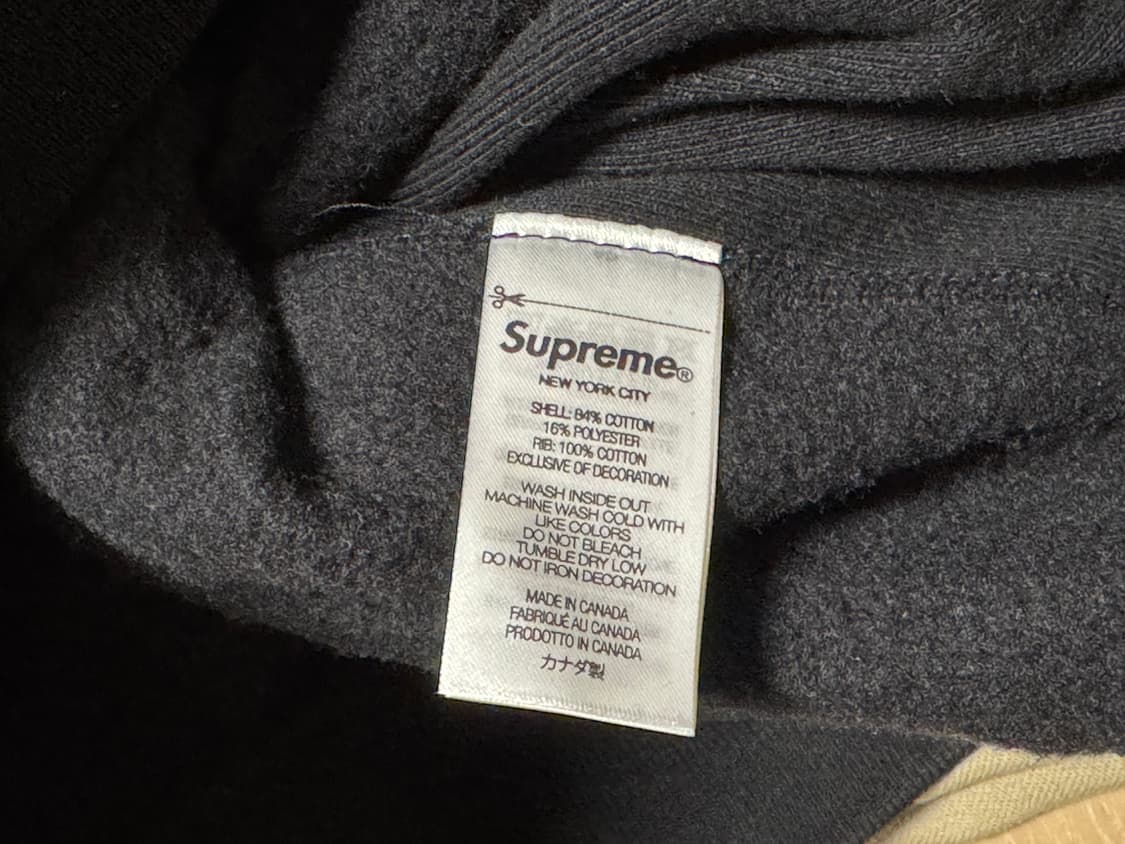 Supreme®
NEW YORK CITY
SHELL: 84% COTTON
16% POLYESTER
RIB: 100% COTTON
EXCLUSIVE OF DECORATION
WASH INSIDE OUT
MACHINE WASH COLD WITH
LIKE COLORS
DO NOT BLEACH
TUMBLE DRY LOW
DO NOT IRON DECORATION
MADE IN CANADA
FABRIQUÉ AU CANADA
PRODOTTO IN CANADA
カナダ製